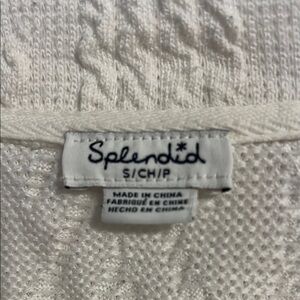 Splendid
S/CH/P
MADE IN CHINA
FABRIQUÉ EN CHINE
HECHO EN CHINA